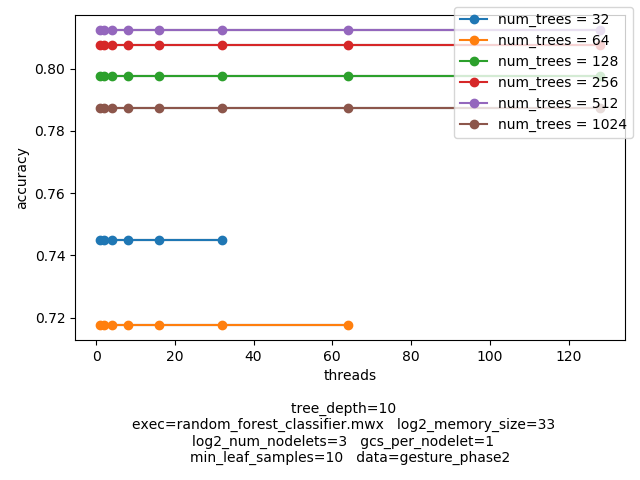 num_trees = 32
num_trees = 64
num_trees = 128
num_trees = 256
num_trees = 512
num_trees = 1024
accuracy
0.80
0.78
0.76
0.74
0.72
0 20 40 60 80 100 120
threads
tree_depth=10
exec=random_forest_classifier.mwx log2_memory_size=33
log2_num_nodelets=3 gcs_per_nodelet=1
min_leaf_samples=10 data=gesture_phase2